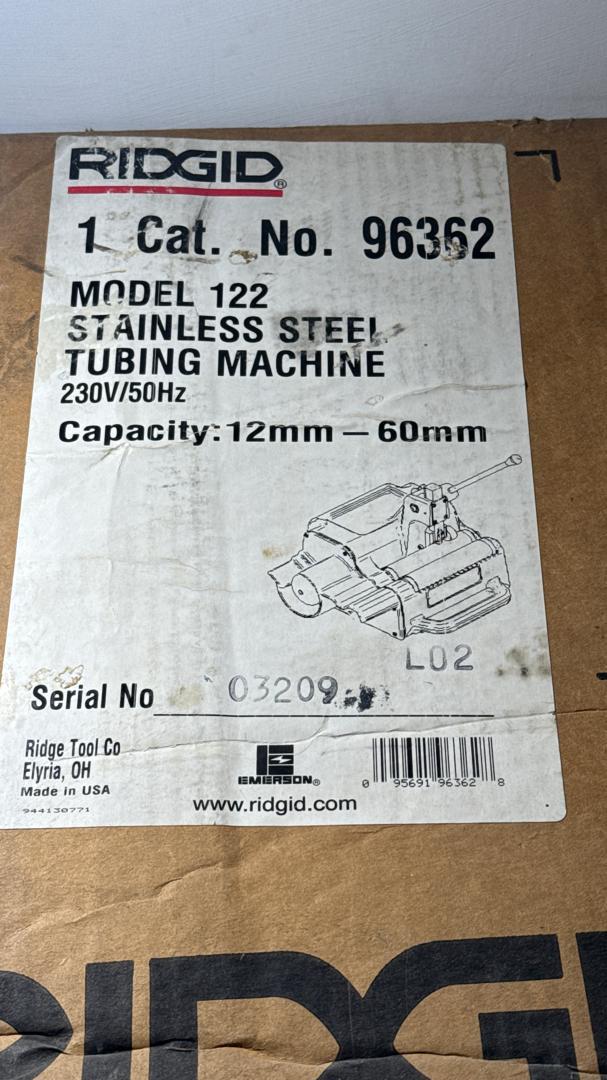 RIDGID®
1 Cat. No. 96362
MODEL 122
STAINLESS STEEL
TUBING MACHINE
230V/50Hz
Capacity: 12mm – 60mm
L02
Serial No 03209
Ridge Tool Co
Elyria, OH
Made in USA
944130771
EMERSON®
www.ridgid.com
0 95691 96362 8
RIDGID